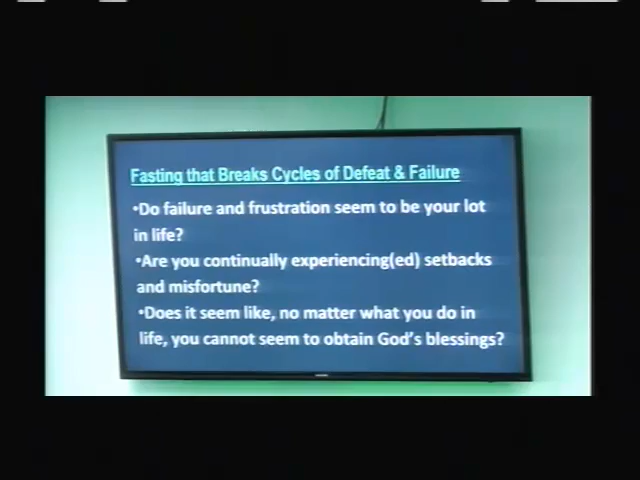 Fasting that Breaks Cycles of Defeat & Failure
•Do failure and frustration seem to be your lot
in life?
•Are you continually experiencing(ed) setbacks
and misfortune?
•Does it seem like, no matter what you do in
life, you cannot seem to obtain God's blessings?